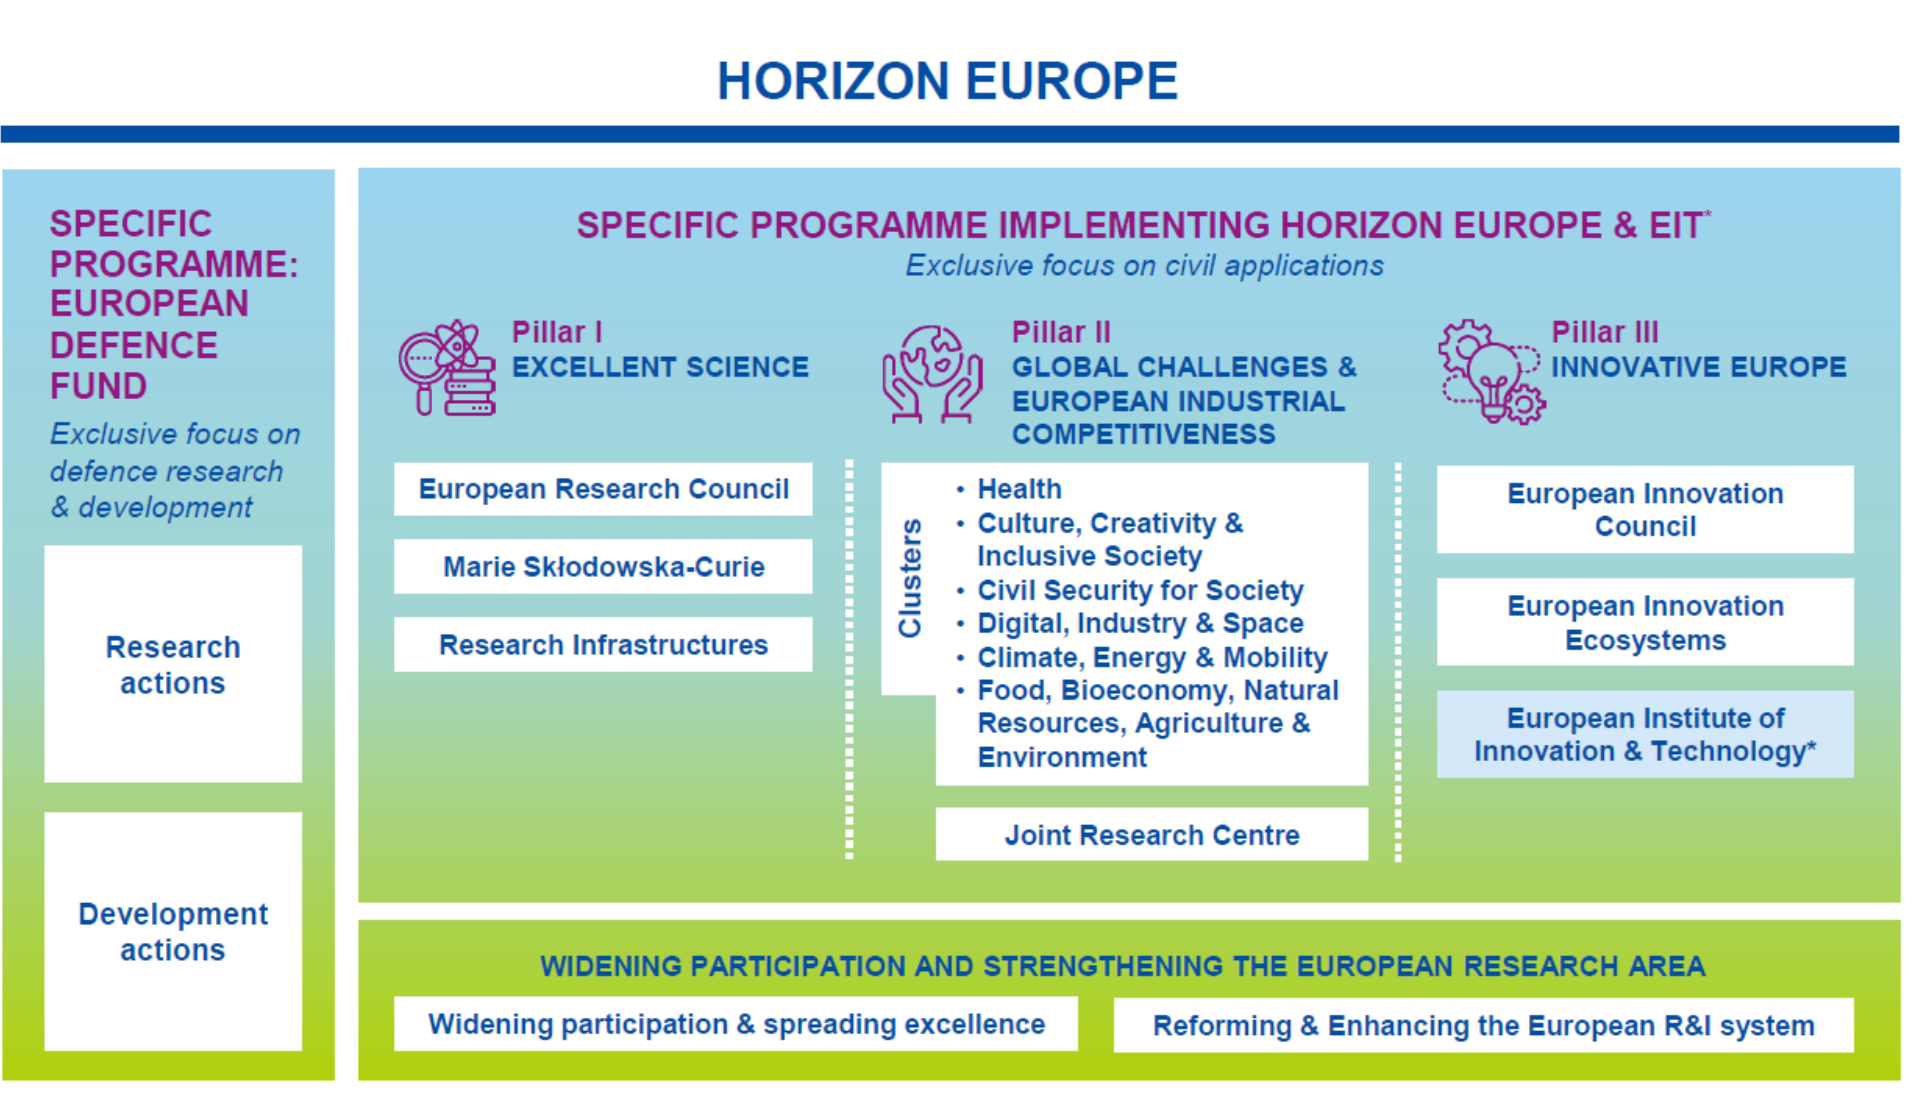 HORIZON EUROPE
SPECIFIC
PROGRAMME:
EUROPEAN
DEFENCE
FUND
Exclusive focus on
defence research
& development
Research
actions
Development
actions
SPECIFIC PROGRAMME IMPLEMENTING HORIZON EUROPE & EIT*
Exclusive focus on civil applications
Pillar I
EXCELLENT SCIENCE
European Research Council
Marie Skłodowska-Curie
Research Infrastructures
Pillar II
GLOBAL CHALLENGES &
EUROPEAN INDUSTRIAL
COMPETITIVENESS
Clusters
• Health
• Culture, Creativity &
Inclusive Society
• Civil Security for Society
• Digital, Industry & Space
• Climate, Energy & Mobility
• Food, Bioeconomy, Natural
Resources, Agriculture &
Environment
Joint Research Centre
Pillar III
INNOVATIVE EUROPE
European Innovation
Council
European Innovation
Ecosystems
European Institute of
Innovation & Technology*
WIDENING PARTICIPATION AND STRENGTHENING THE EUROPEAN RESEARCH AREA
Widening participation & spreading excellence
Reforming & Enhancing the European R&I system